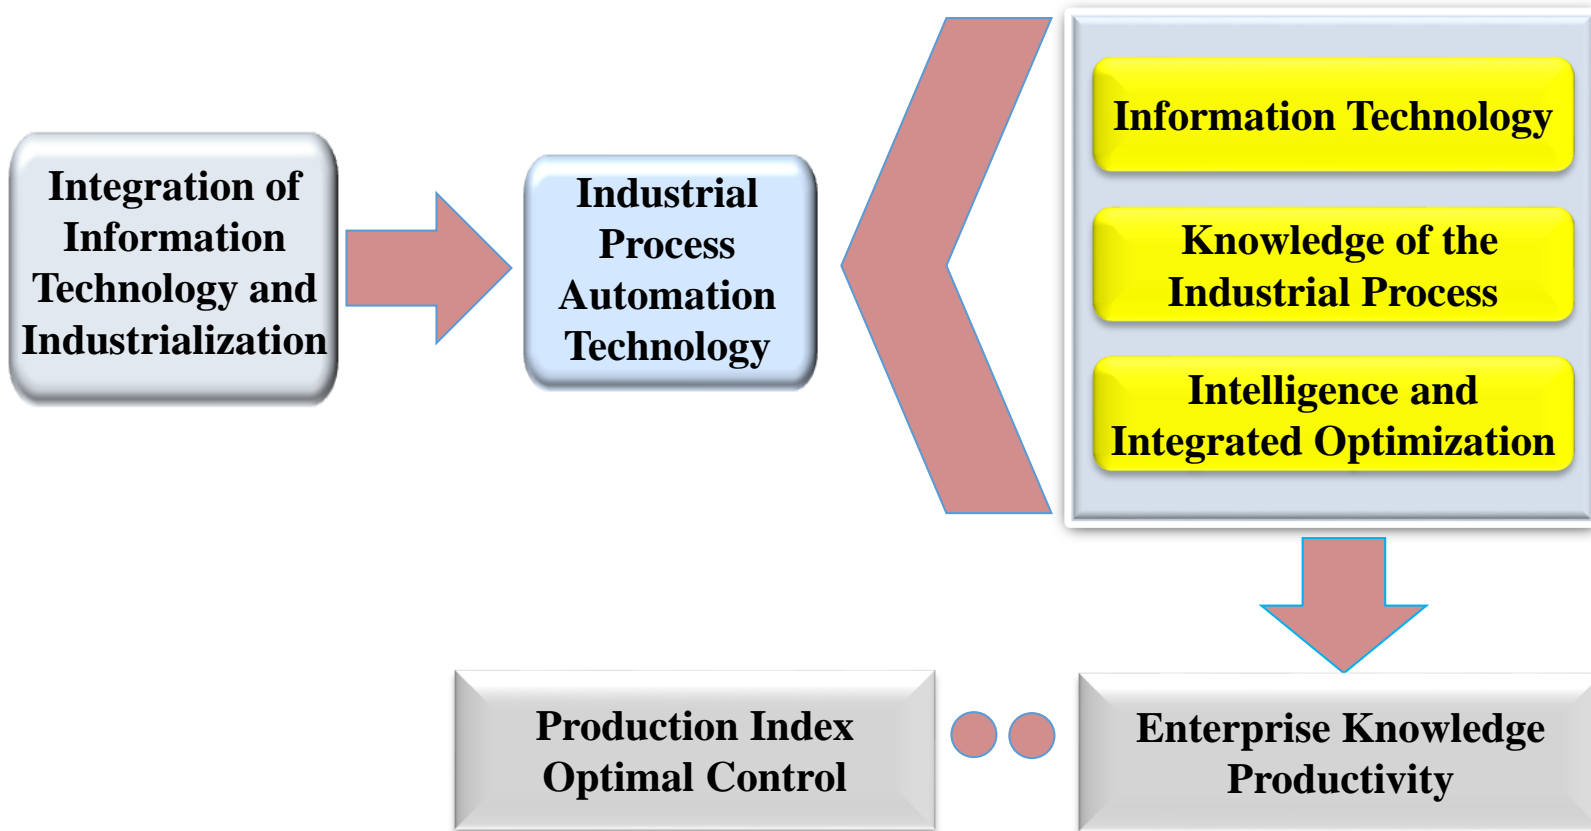 Integration of
Information
Technology and
Industrialization
Industrial
Process
Automation
Technology
Information Technology
Knowledge of the
Industrial Process
Intelligence and
Integrated Optimization
Production Index
Optimal Control
Enterprise Knowledge
Productivity